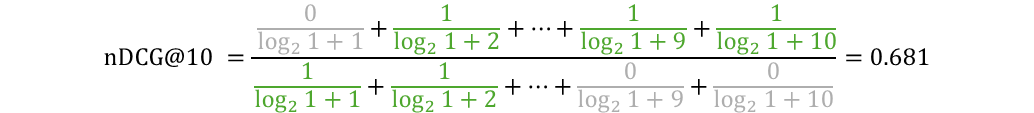 0 1 1 1
log₂ 1 + 1 + log₂ 1 + 2 + ⋯ + log₂ 1 + 9 + log₂ 1 + 10
nDCG@10 = = 0.681
1 1 0 0
log₂ 1 + 1 + log₂ 1 + 2 + ⋯ + log₂ 1 + 9 + log₂ 1 + 10